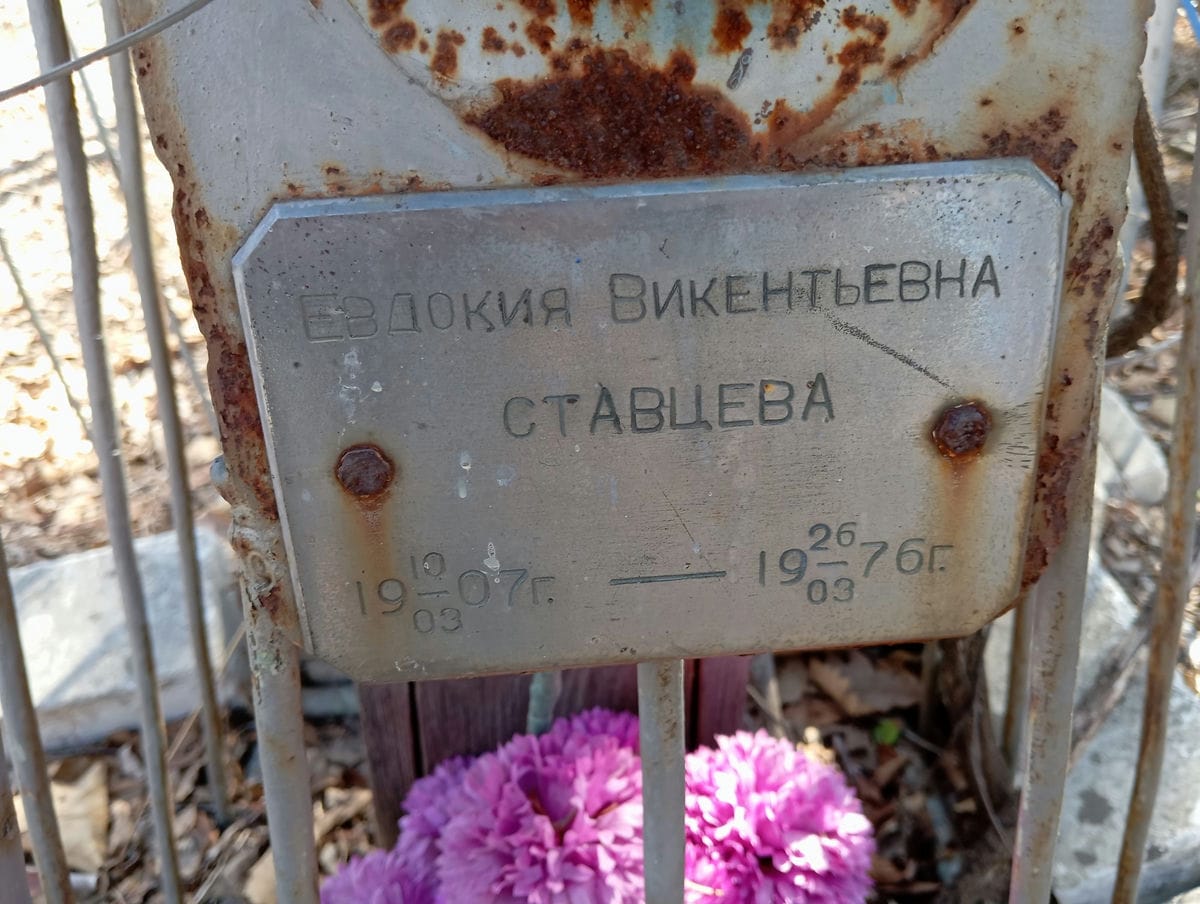 Евдокия Викентьевна
Ставцева
19 10/03 07г. — 19 26/03 76г.